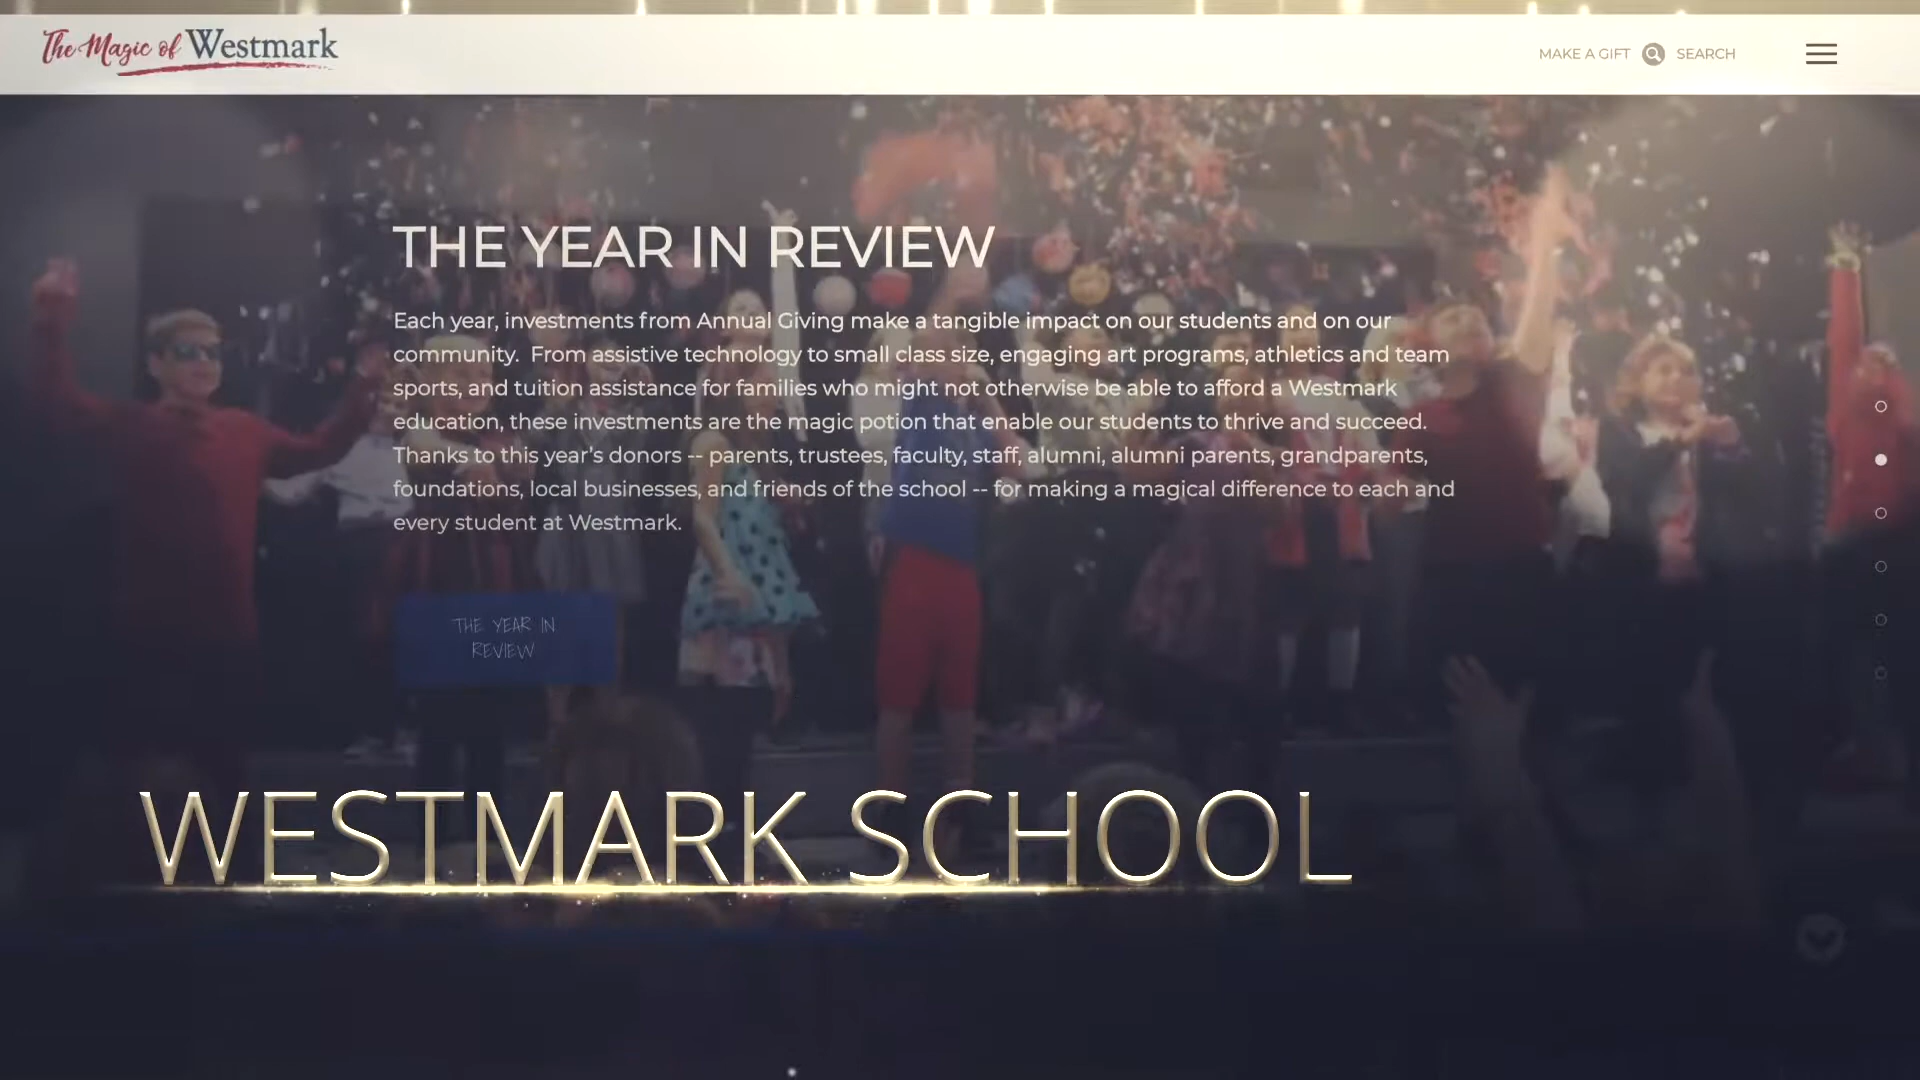 The Magic of Westmark
MAKE A GIFT SEARCH
THE YEAR IN REVIEW
Each year, investments from Annual Giving make a tangible impact on our students and on our
community.  From assistive technology to small class size, engaging art programs, athletics and team
sports, and tuition assistance for families who might not otherwise be able to afford a Westmark
education, these investments are the magic potion that enable our students to thrive and succeed.
Thanks to this year's donors -- parents, trustees, faculty, staff, alumni, alumni parents, grandparents,
foundations, local businesses, and friends of the school -- for making a magical difference to each and
every student at Westmark.
THE YEAR IN
REVIEW
WESTMARK SCHOOL